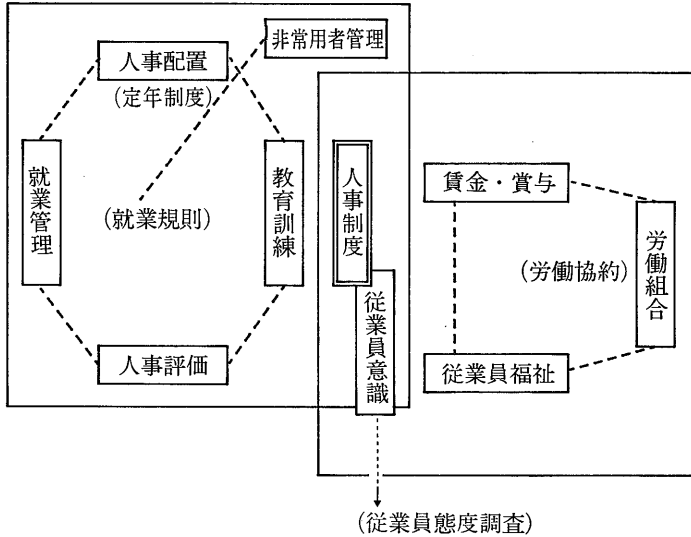 非常用者管理
人事配置
(定年制度)
就業管理
(就業規則)
教育訓練
人事評価
人事制度
従業員意識
賃金・賞与
(労働協約)
労働組合
従業員福祉
(従業員態度調査)